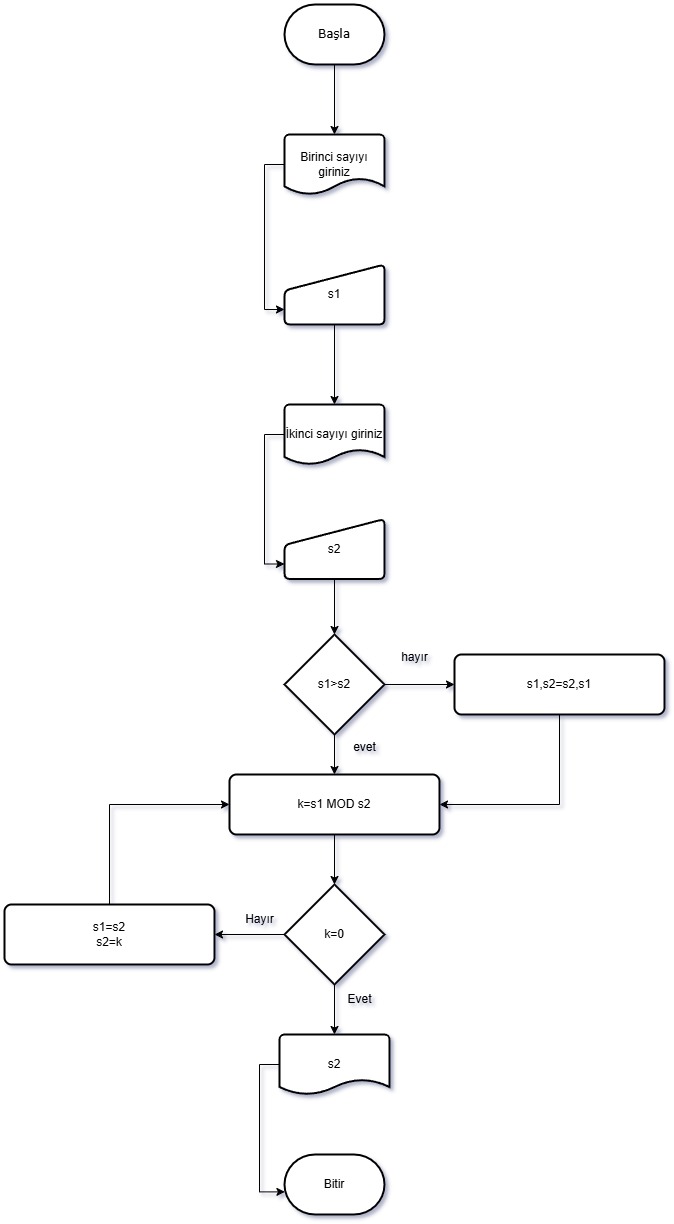 Başla
Birinci sayıyı
giriniz
s1
İkinci sayıyı giriniz
s2
s1>s2
hayır
s1,s2=s2,s1
evet
k=s1 MOD s2
k=0
Hayır
s1=s2
s2=k
Evet
s2
Bitir